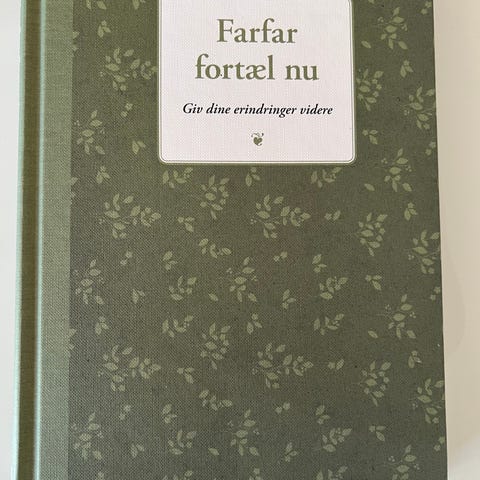 Farfar
fortæl nu
Giv dine erindringer videre